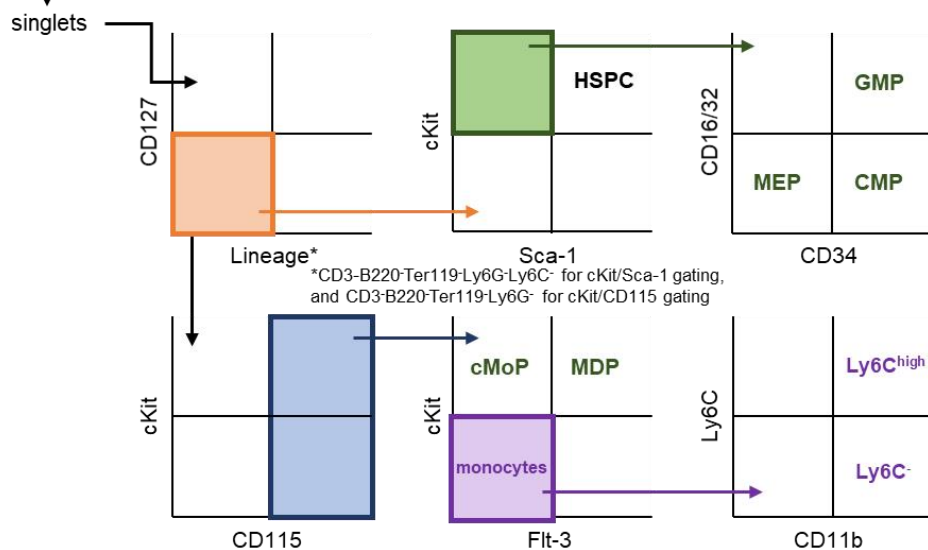 singlets
CD127
Lineage*
cKit
HSPC
Sca-1
CD16/32
GMP
MEP
CMP
CD34
*CD3-B220-Ter119-Ly6G-Ly6C- for cKit/Sca-1 gating,
and CD3-B220-Ter119-Ly6G- for cKit/CD115 gating
cKit
CD115
cKit
cMoP
MDP
monocytes
Flt-3
Ly6C
Ly6Chigh
Ly6C-
CD11b